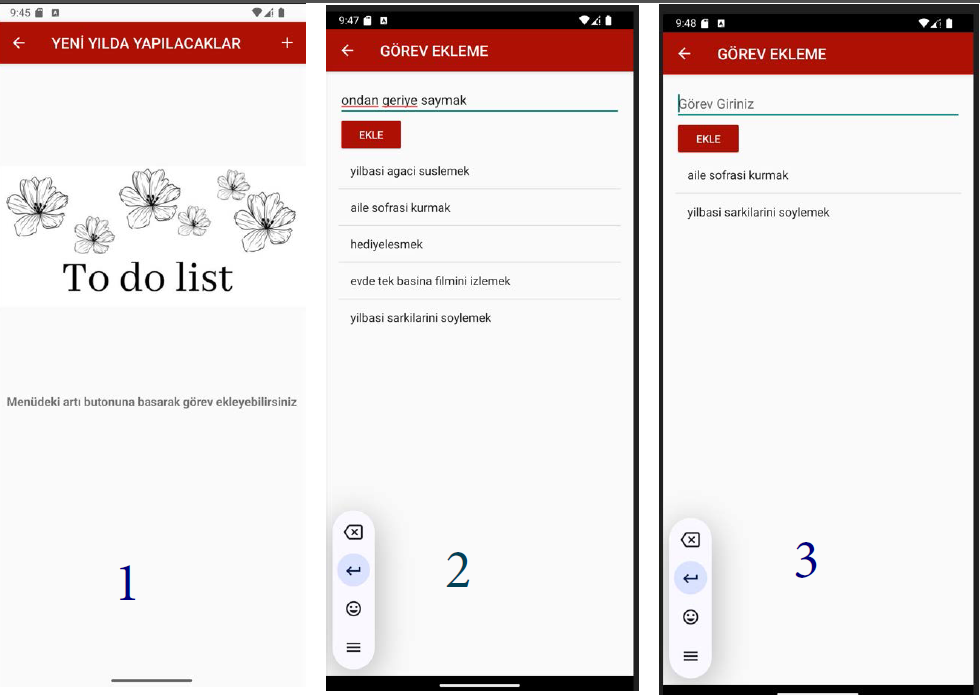 9:45
YENİ YILDA YAPILACAKLAR
To do list
Menüdeki artı butonuna basarak görev ekleyebilirsiniz
1
9:47
GÖREV EKLEME
ondan geriye saymak
EKLE
yilbasi agaci suslemek
aile sofrasi kurmak
hediyelesmek
evde tek basina filmini izlemek
yilbasi sarkilarini soylemek
2
9:48
GÖREV EKLEME
Görev Giriniz
EKLE
aile sofrasi kurmak
yilbasi sarkilarini soylemek
3